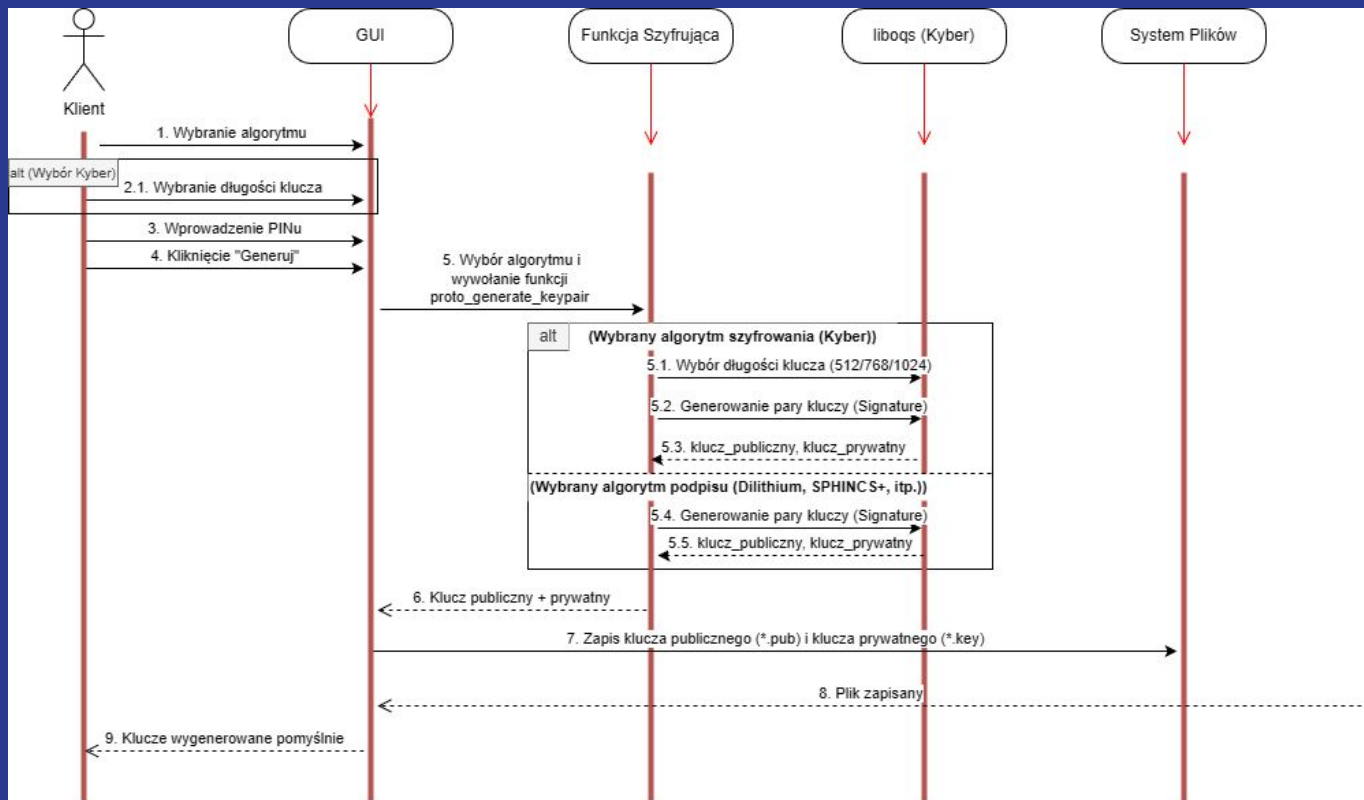 GUI
Funkcja Szyfrująca
liboqs (Kyber)
System Plików
Klient
1. Wybranie algorytmu
alt (Wybór Kyber)
2.1. Wybranie długości klucza
3. Wprowadzenie PINu
4. Kliknięcie "Generuj"
5. Wybór algorytmu i
wywołanie funkcji
proto_generate_keypair
alt
(Wybrany algorytm szyfrowania (Kyber))
5.1. Wybór długości klucza (512/768/1024)
5.2. Generowanie pary kluczy (Signature)
5.3. klucz_publiczny, klucz_prywatny
(Wybrany algorytm podpisu (Dilithium, SPHINCS+, itp.))
5.4. Generowanie pary kluczy (Signature)
5.5. klucz_publiczny, klucz_prywatny
6. Klucz publiczny + prywatny
7. Zapis klucza publicznego (*.pub) i klucza prywatnego (*.key)
8. Plik zapisany
9. Klucze wygenerowane pomyślnie